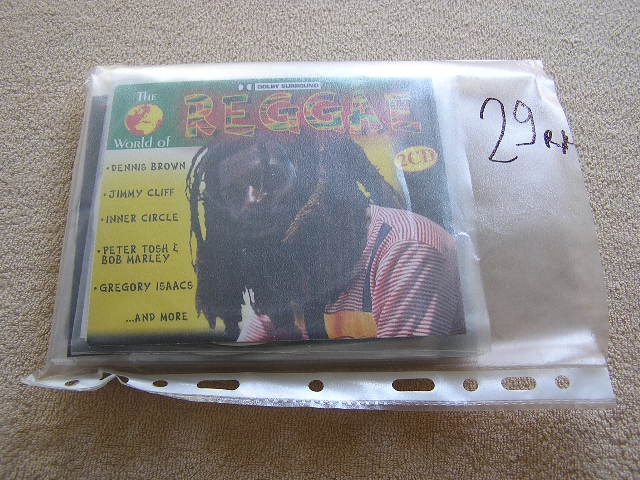 DOLBY SURROUND
The
World of
REGGAE
2CD
• DENNIS BROWN
• JIMMY CLIFF
• INNER CIRCLE
• PETER TOSH &
BOB MARLEY
• GREGORY ISAACS
...AND MORE
29